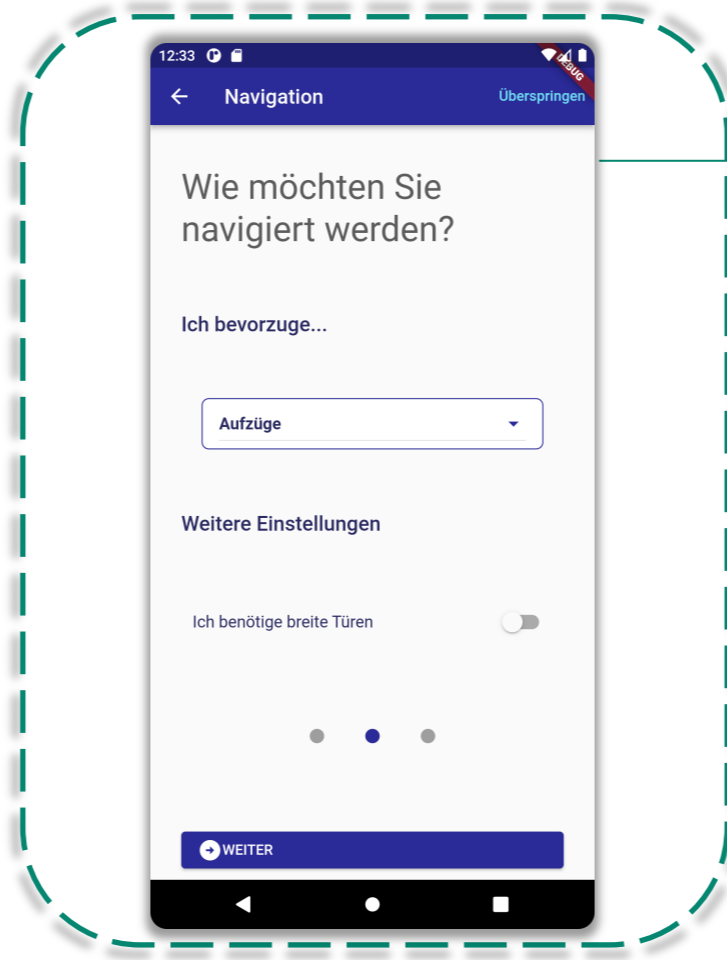 12:33
DEBUG
Navigation
Überspringen
Wie möchten Sie
navigiert werden?
Ich bevorzuge...
Aufzüge
Weitere Einstellungen
Ich benötige breite Türen
WEITER